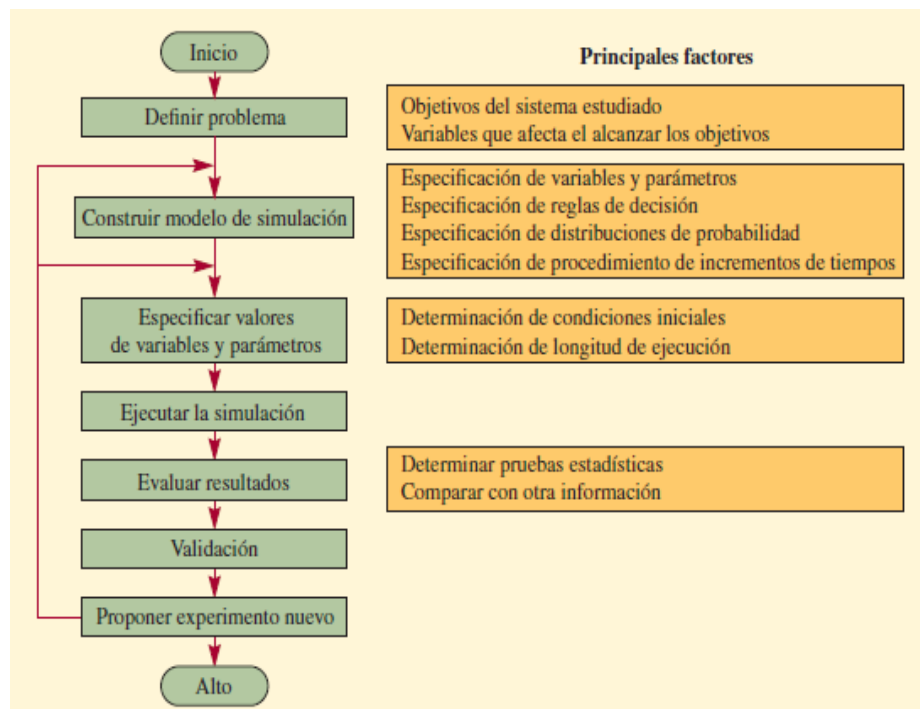 Inicio
Principales factores
Definir problema
Objetivos del sistema estudiado
Variables que afecta el alcanzar los objetivos
Construir modelo de simulación
Especificación de variables y parámetros
Especificación de reglas de decisión
Especificación de distribuciones de probabilidad
Especificación de procedimiento de incrementos de tiempos
Especificar valores
de variables y parámetros
Determinación de condiciones iniciales
Determinación de longitud de ejecución
Ejecutar la simulación
Evaluar resultados
Determinar pruebas estadísticas
Comparar con otra información
Validación
Proponer experimento nuevo
Alto